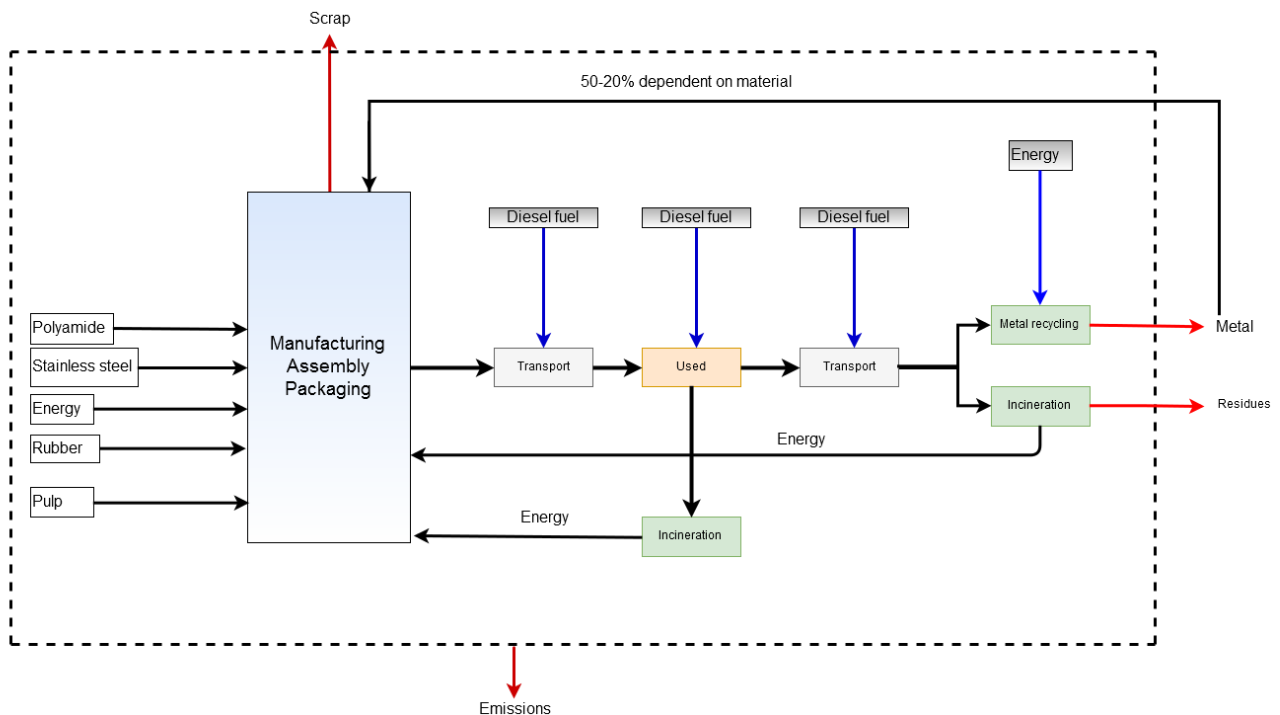 Scrap
50-20% dependent on material
Energy
Diesel fuel
Diesel fuel
Diesel fuel
Polyamide
Stainless steel
Energy
Rubber
Pulp
Manufacturing
Assembly
Packaging
Transport
Used
Transport
Metal recycling
Metal
Incineration
Residues
Energy
Energy
Incineration
Emissions